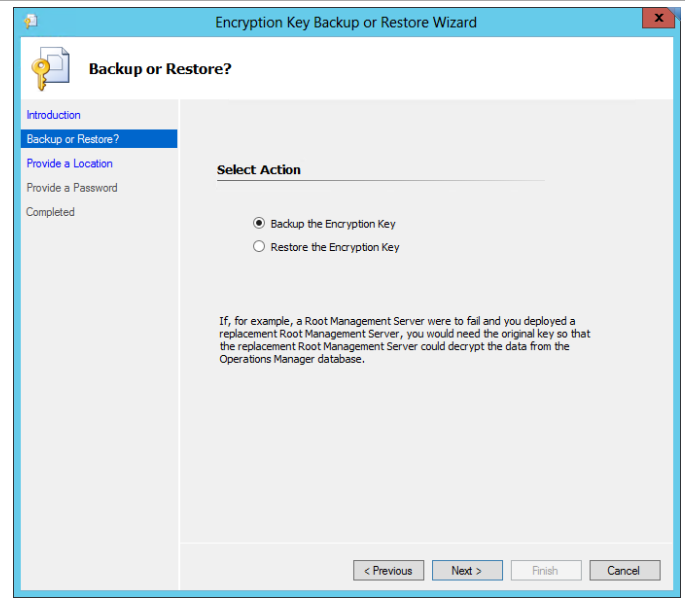 Encryption Key Backup or Restore Wizard
x
Backup or Restore?
Introduction
Backup or Restore?
Provide a Location
Provide a Password
Completed
Select Action
Backup the Encryption Key
Restore the Encryption Key
If, for example, a Root Management Server were to fail and you deployed a
replacement Root Management Server, you would need the original key so that
the replacement Root Management Server could decrypt the data from the
Operations Manager database.
< Previous
Next >
Finish
Cancel